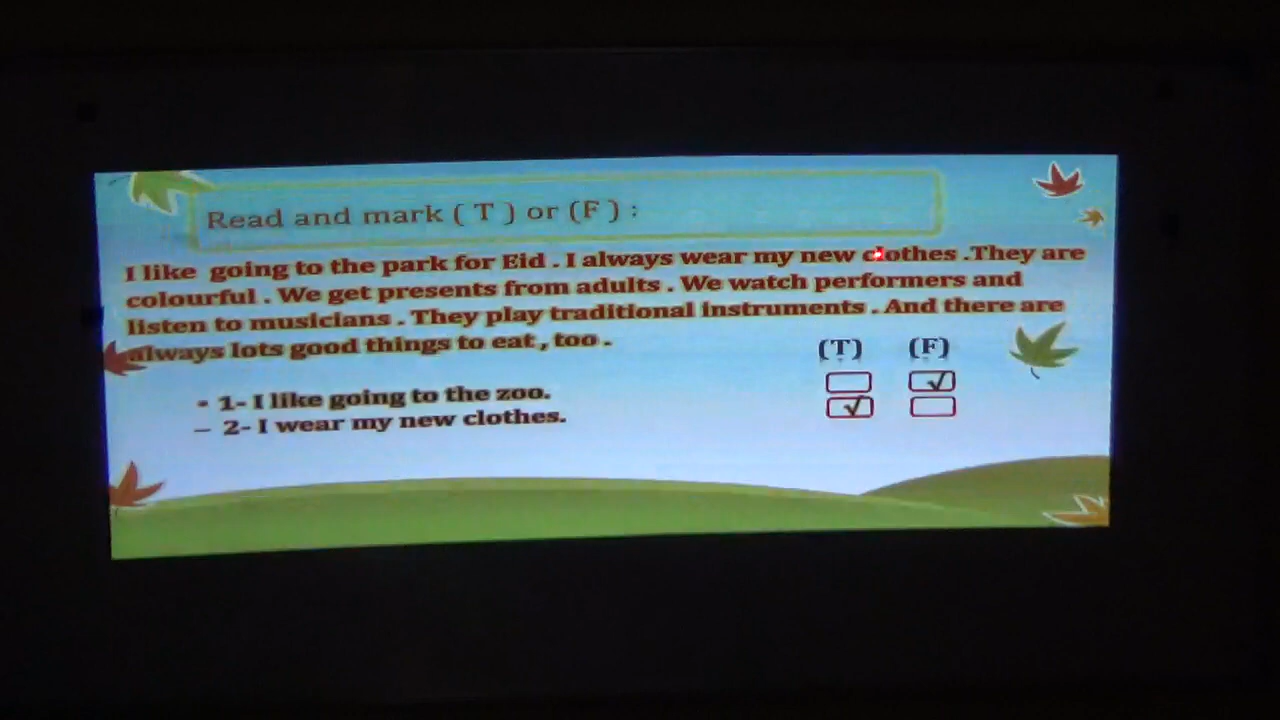 Read and mark ( T ) or (F ) :
I like going to the park for Eid . I always wear my new clothes .They are
colourful . We get presents from adults . We watch performers and
listen to musicians . They play traditional instruments . And there are
always lots good things to eat , too .
(T) (F)
• 1- I like going to the zoo. √
– 2- I wear my new clothes. √